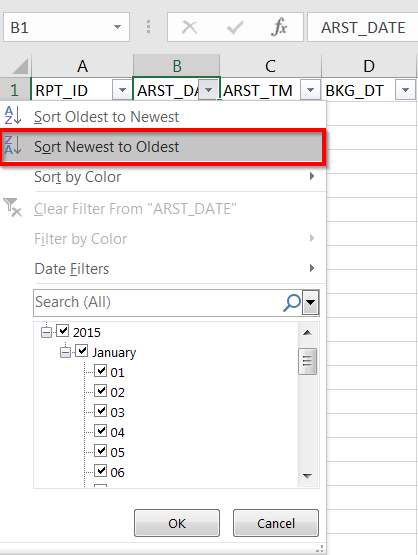 B1 fx ARST_DATE
A B C D
1 RPT_ID ARST_DA ARST_TM BKG_DT
Sort Oldest to Newest
Sort Newest to Oldest
Sort by Color
Clear Filter From "ARST_DATE"
Filter by Color
Date Filters
Search (All)
2015
January
01
02
03
04
05
06
OK Cancel